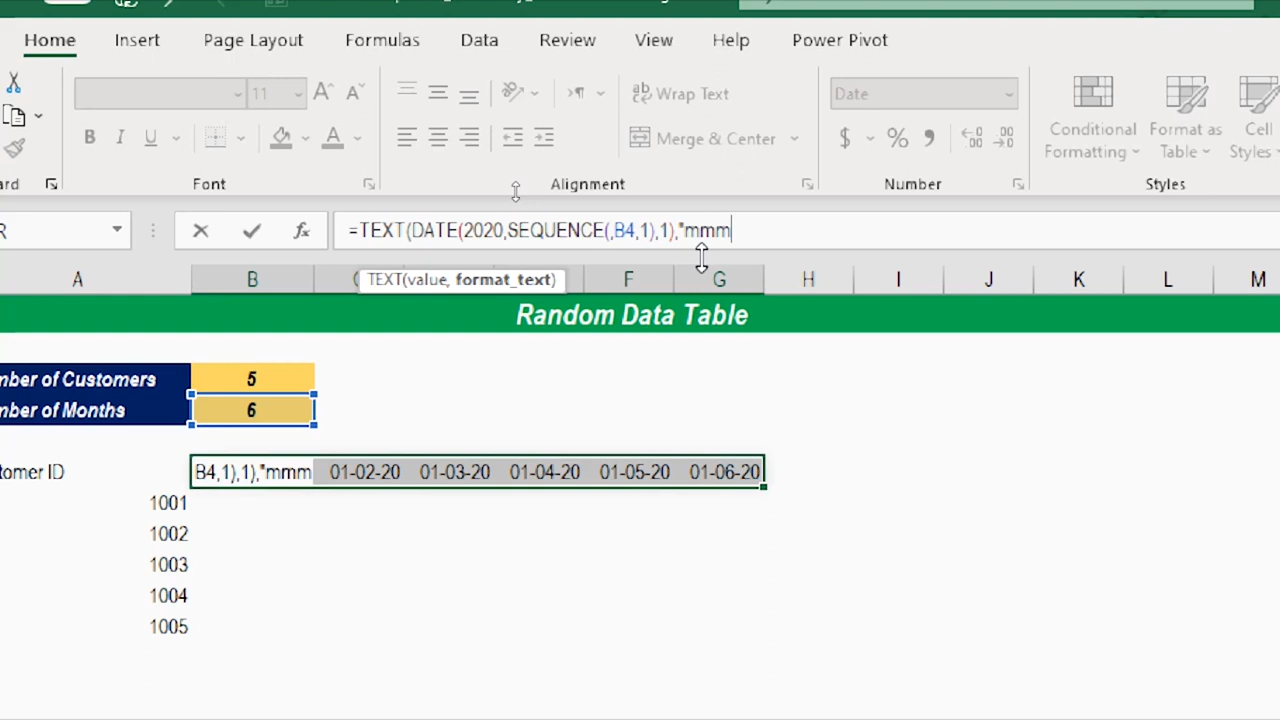 Home Insert Page Layout Formulas Data Review View Help Power Pivot
11 A A ab Wrap Text Date
B I U A Merge & Center $ % , Conditional Formatting Format as Table Cell Styles
Font Alignment Number Styles
fx =TEXT(DATE(2020,SEQUENCE(,B4,1),1),"mmm
TEXT(value, format_text)
A B F G H I J K L M
Random Data Table
mber of Customers 5
mber of Months 6
tomer ID B4,1),1),"mmm 01-02-20 01-03-20 01-04-20 01-05-20 01-06-20
1001
1002
1003
1004
1005